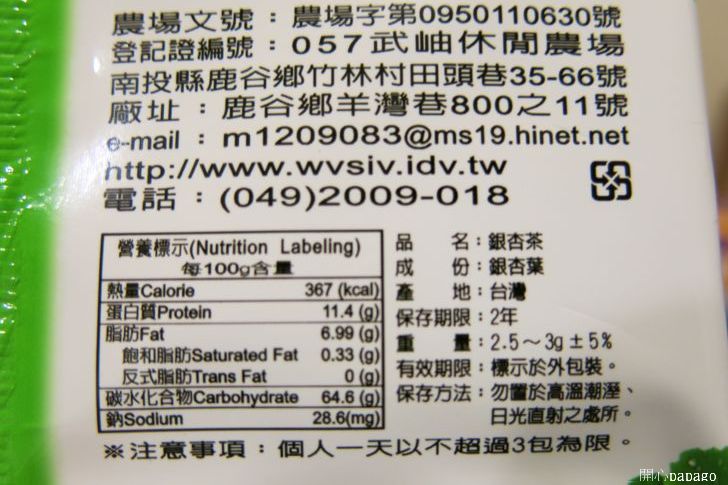 農場文號：農場字第0950110630號
登記證編號：057武岫休閒農場
南投縣鹿谷鄉竹林村田頭巷35-66號
廠址：鹿谷鄉羊灣巷800之11號
e-mail：m1209083@ms19.hinet.net
http://www.wvsiv.idv.tw
電話：(049)2009-018
營養標示(Nutrition Labeling)
每100g含量
熱量Calorie 367 (kcal)
蛋白質Protein 11.4 (g)
脂肪Fat 6.99 (g)
飽和脂肪Saturated Fat 0.33 (g)
反式脂肪Trans Fat 0 (g)
碳水化合物Carbohydrate 64.6 (g)
鈉Sodium 28.6(mg)
品名：銀杏茶
成份：銀杏葉
產地：台灣
保存期限：2年
重量：2.5～3g±5%
有效期限：標示於外包裝。
保存方法：勿置於高溫潮溼、
日光直射之處所。
※注意事項：個人一天以不超過3包為限。
開心papago